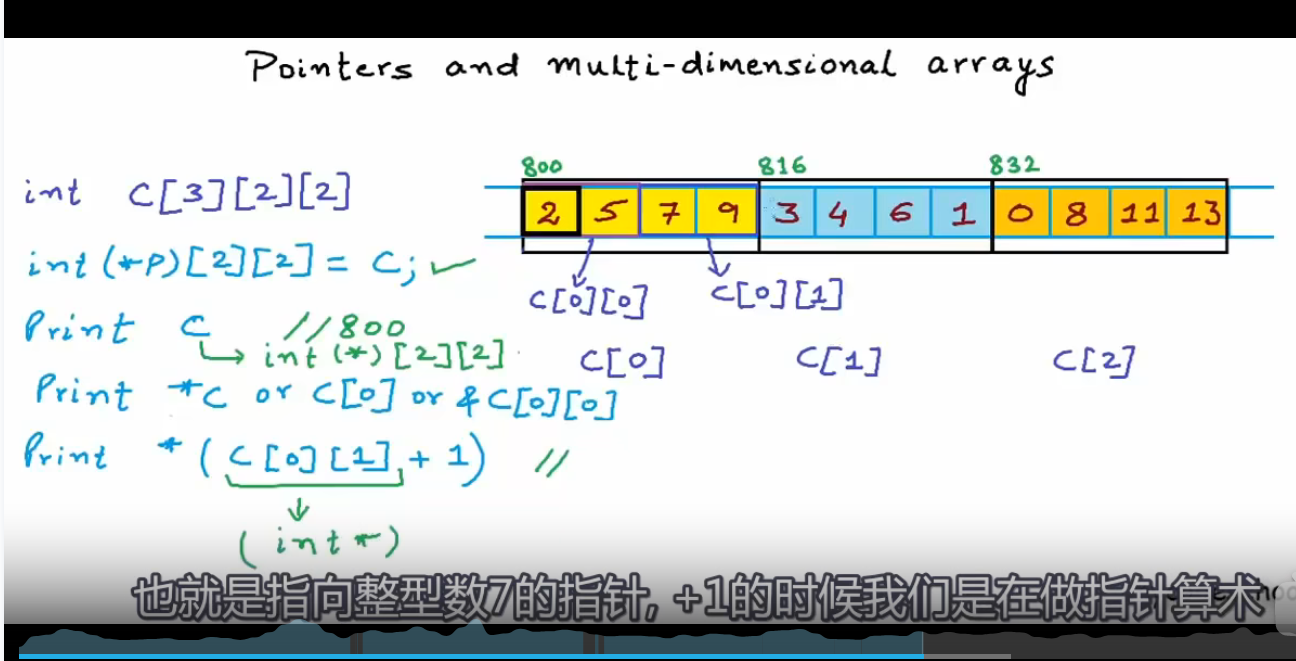 Pointers and multi-dimensional arrays
800 816 832
int C[3][2][2]
2 5 7 9 3 4 6 1 0 8 11 13
int (*P)[2][2] = C; ✓
C[0][0] C[0][1]
Print C //800
int (*) [2][2]
C[0] C[1] C[2]
Print *C or C[0] or &C[0][0]
Print *(C[0][1] + 1) //
(int *)
也就是指向整型数7的指针, +1的时候我们是在做指针算术